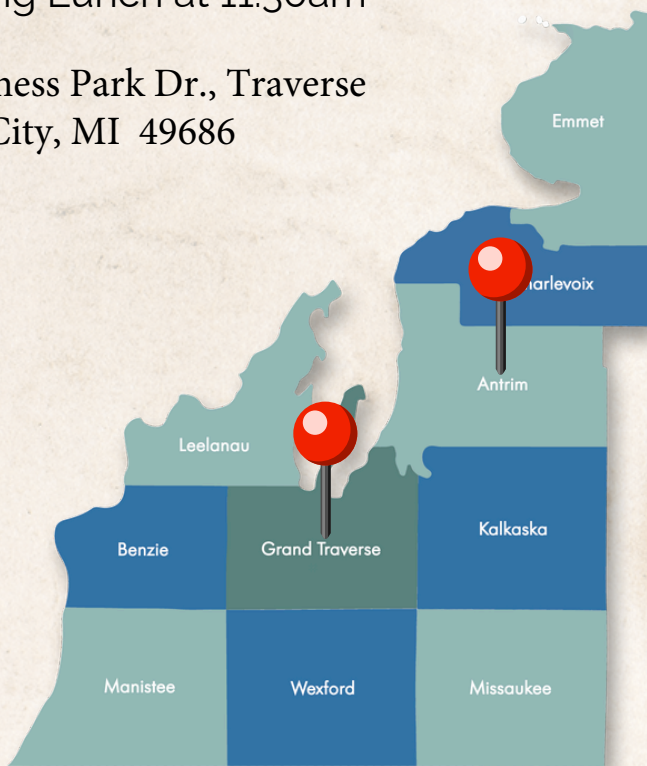 ng Lunch at 11:30am
ness Park Dr., Traverse
City, MI 49686
Emmet
harlevoix
Antrim
Leelanau
Kalkaska
Benzie
Grand Traverse
Manistee
Wexford
Missaukee